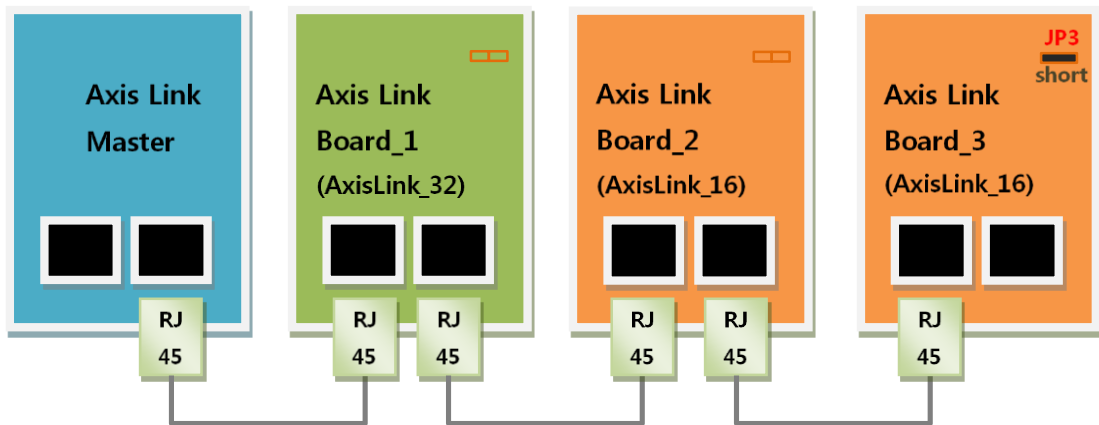 Axis Link
Master
Axis Link
Board_1
(AxisLink_32)
Axis Link
Board_2
(AxisLink_16)
JP3
short
Axis Link
Board_3
(AxisLink_16)
RJ
45
RJ
45
RJ
45
RJ
45
RJ
45
RJ
45